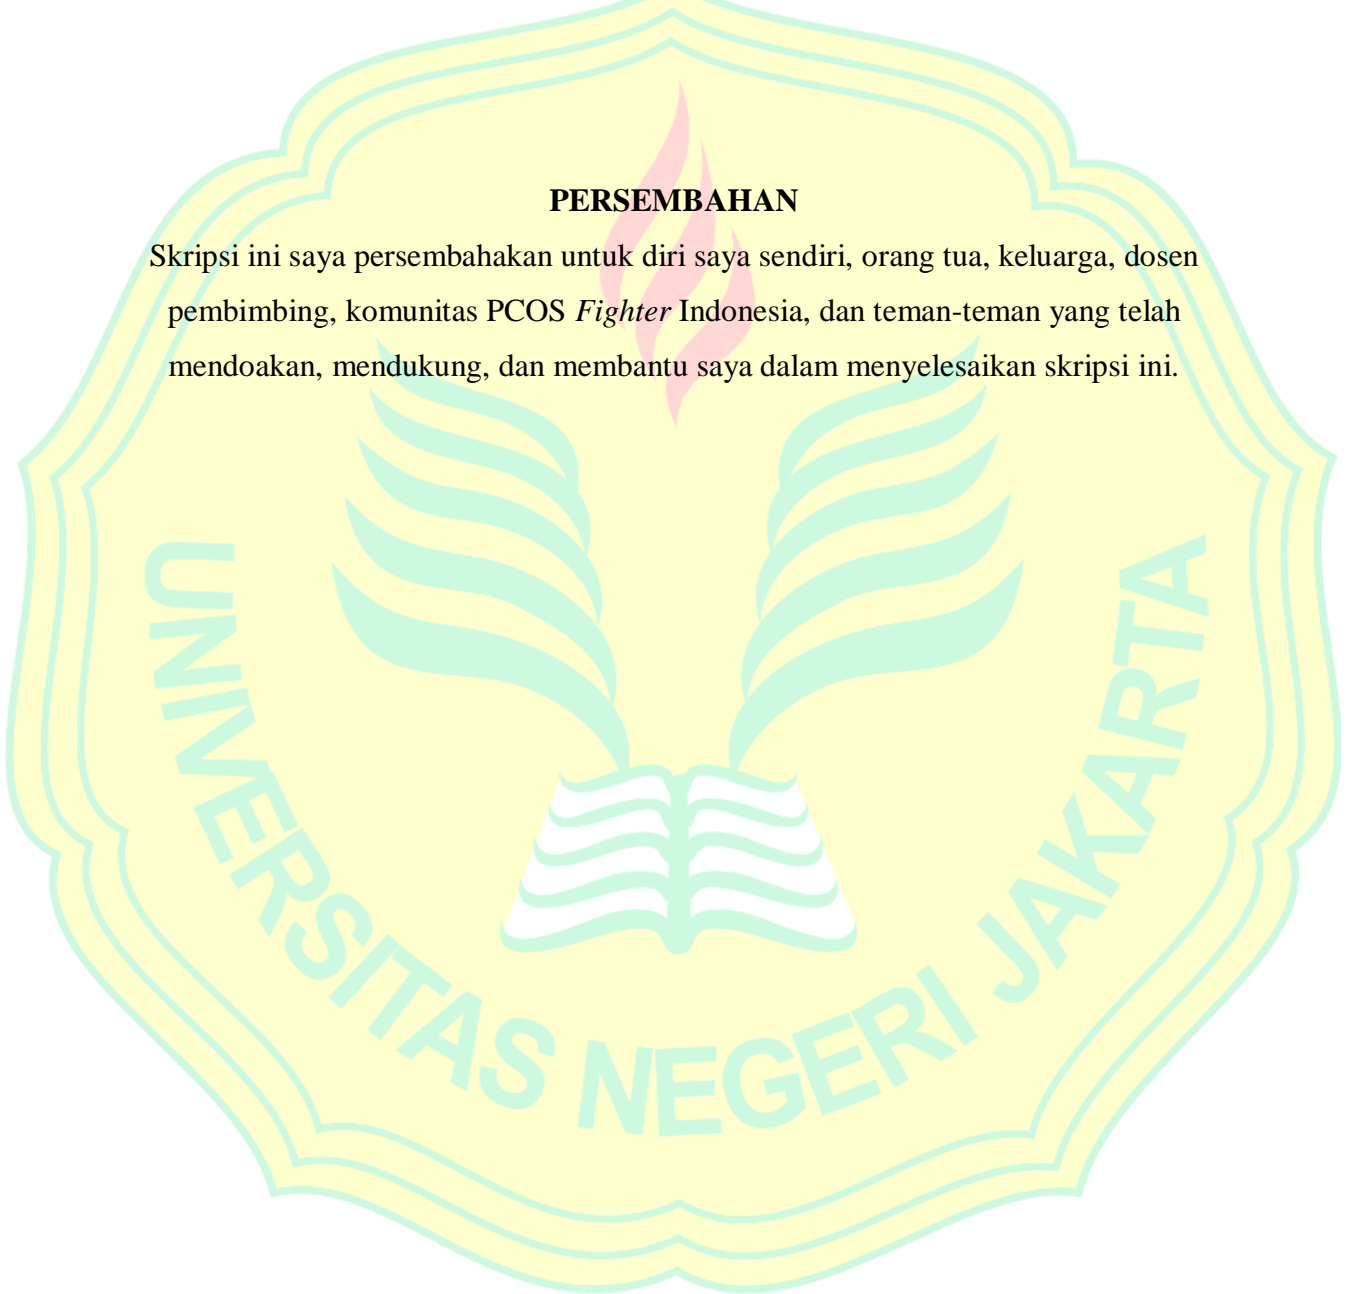 PERSEMBAHAN
Skripsi ini saya persembahakan untuk diri saya sendiri, orang tua, keluarga, dosen
pembimbing, komunitas PCOS Fighter Indonesia, dan teman-teman yang telah
mendoakan, mendukung, dan membantu saya dalam menyelesaikan skripsi ini.
UNIVERSITAS NEGERI JAKARTA